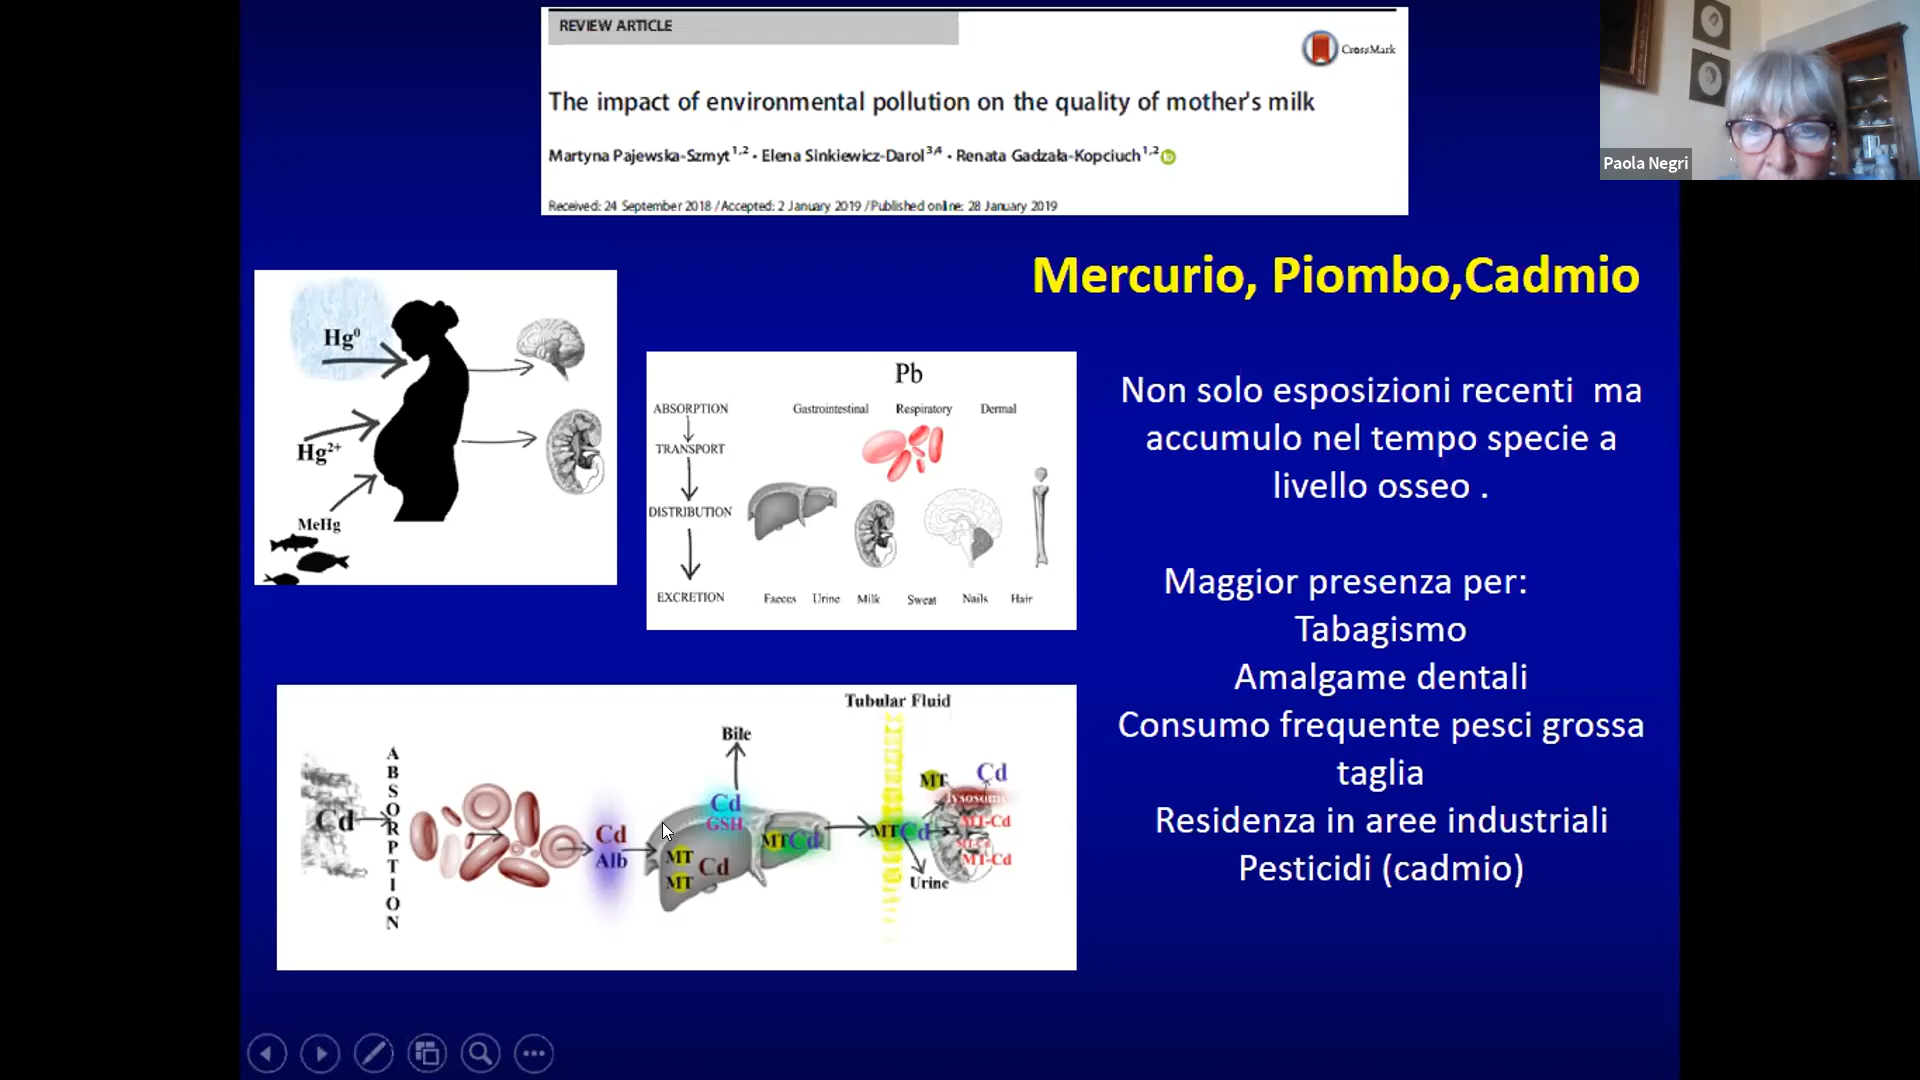 REVIEW ARTICLE
CrossMark
The impact of environmental pollution on the quality of mother's milk
Martyna Pajewska-Szmyt1,2 · Elena Sinkiewicz-Darol3,4 · Renata Gadzała-Kopciuch1,2
Received: 24 September 2018 / Accepted: 2 January 2019 / Published online: 28 January 2019
Paola Negri
Mercurio, Piombo,Cadmio
Hg0
Hg2+
MeHg
Pb
ABSORPTION Gastrointestinal Respiratory Dermal
TRANSPORT
DISTRIBUTION
EXCRETION Faeces Urine Milk Sweat Nails Hair
Non solo esposizioni recenti ma
accumulo nel tempo specie a
livello osseo .
Maggior presenza per:
Tabagismo
Amalgame dentali
Consumo frequente pesci grossa
taglia
Residenza in aree industriali
Pesticidi (cadmio)
Tubular Fluid
Bile
Cd
ABSORPTION
Cd
Alb
Cd
GSH
MT
Cd
MT
MTCd
MTCd
MT
Cd
lysosome
MT-Cd
MT-Cd
Urine